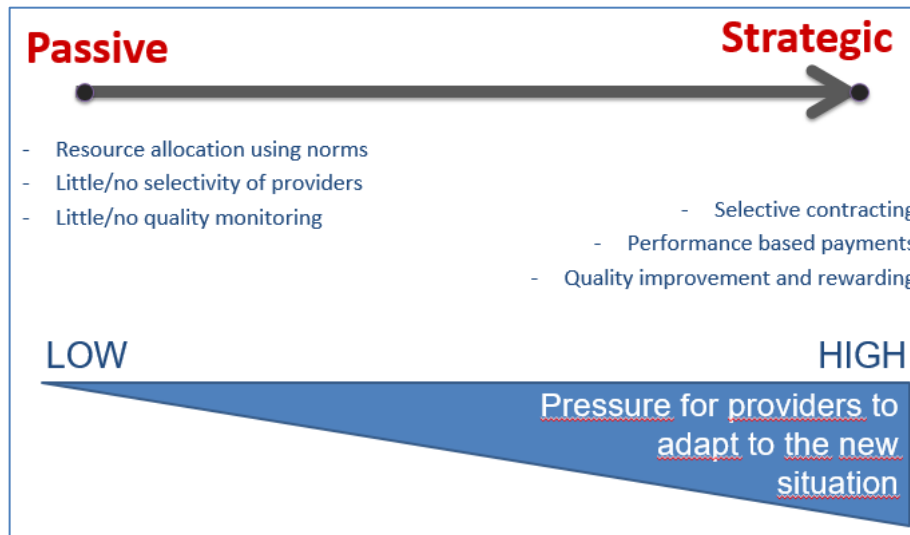 Passive
Strategic
- Resource allocation using norms
- Little/no selectivity of providers
- Little/no quality monitoring
- Selective contracting
- Performance based payments
- Quality improvement and rewarding
LOW
HIGH
Pressure for providers to
adapt to the new
situation